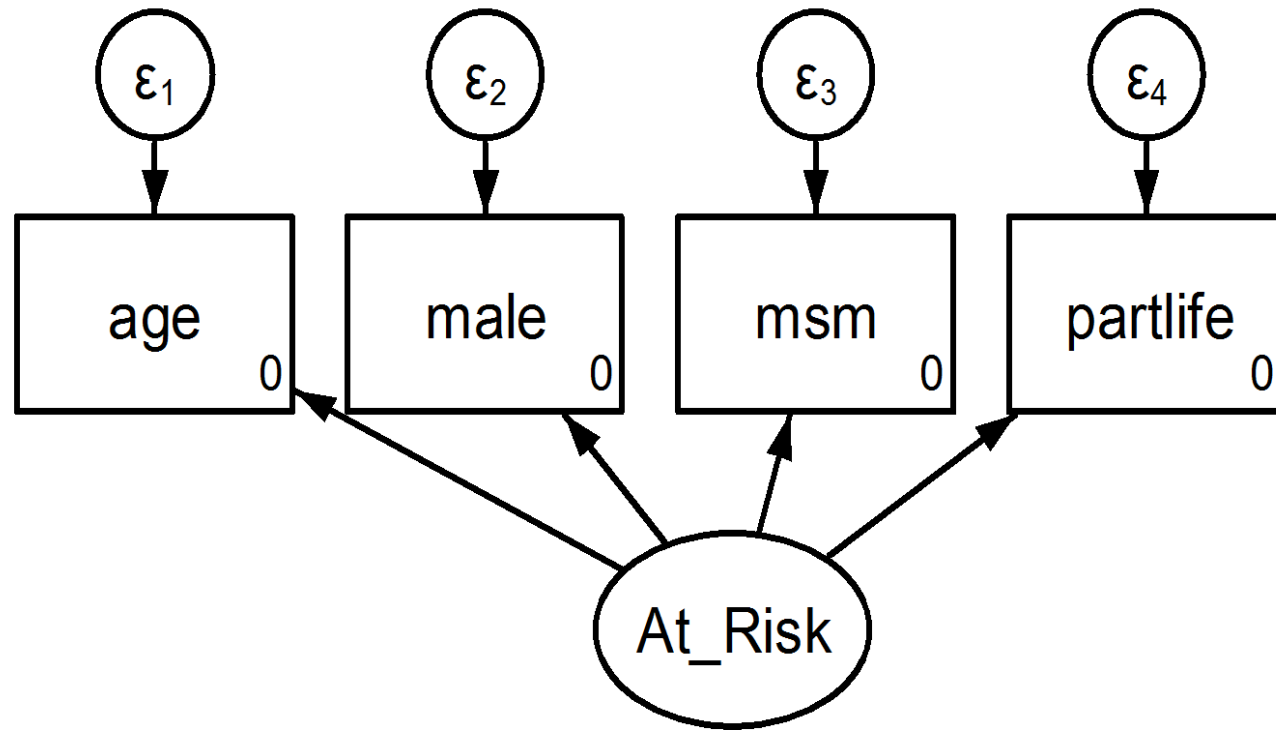 ε₁ ε₂ ε₃ ε₄
age male msm partlife
0 0 0 0
At_Risk